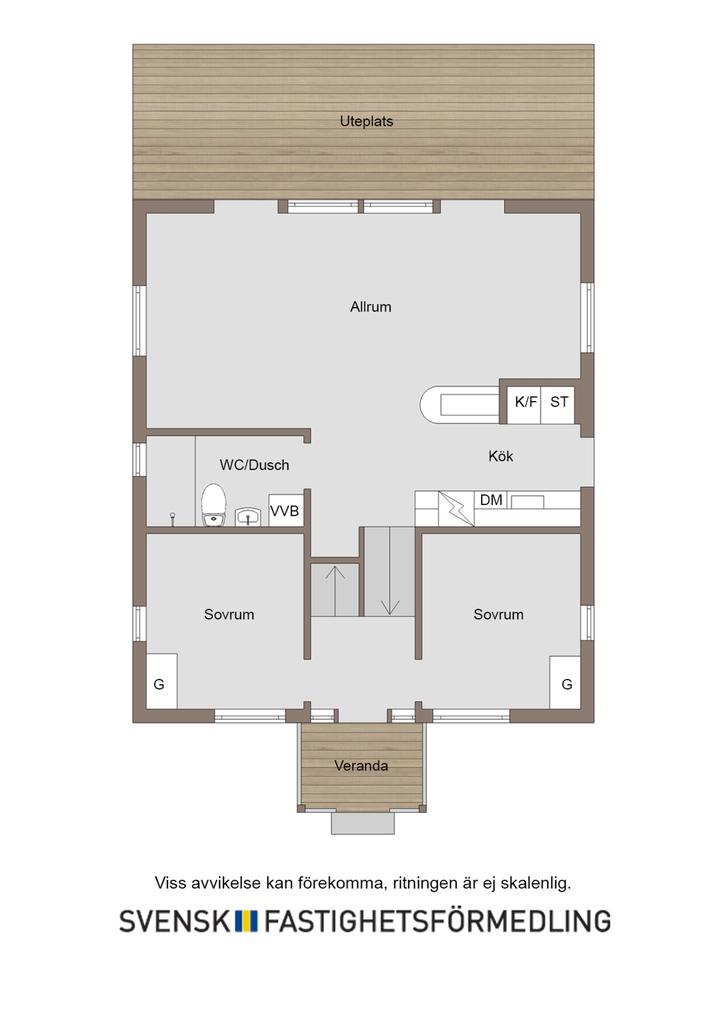 Uteplats
Allrum
K/F ST
Kök
WC/Dusch
DM
VVB
Sovrum
Sovrum
G
G
Veranda
Viss avvikelse kan förekomma, ritningen är ej skalenlig.
SVENSK FASTIGHETSFÖRMEDLING